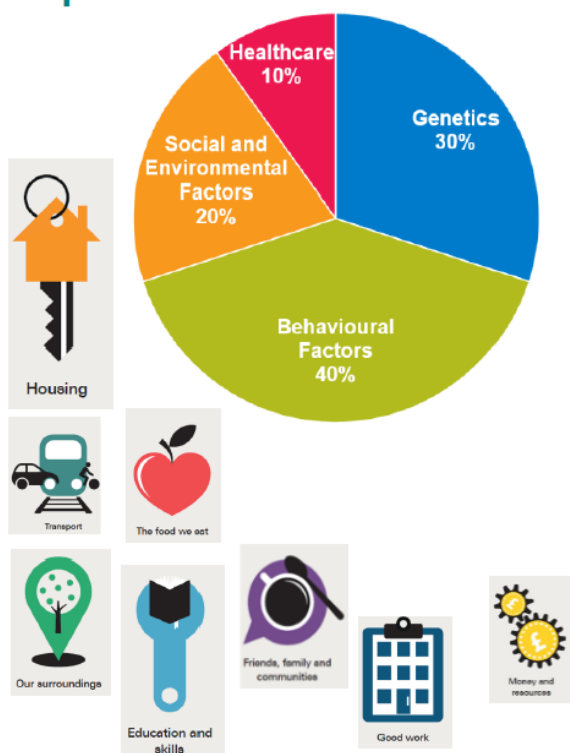 Healthcare
10%
Genetics
30%
Social and
Environmental
Factors
20%
Behavioural
Factors
40%
Housing
Transport
The food we eat
Our surroundings
Education and
skills
Friends, family and
communities
Good work
£
£
Money and
resources